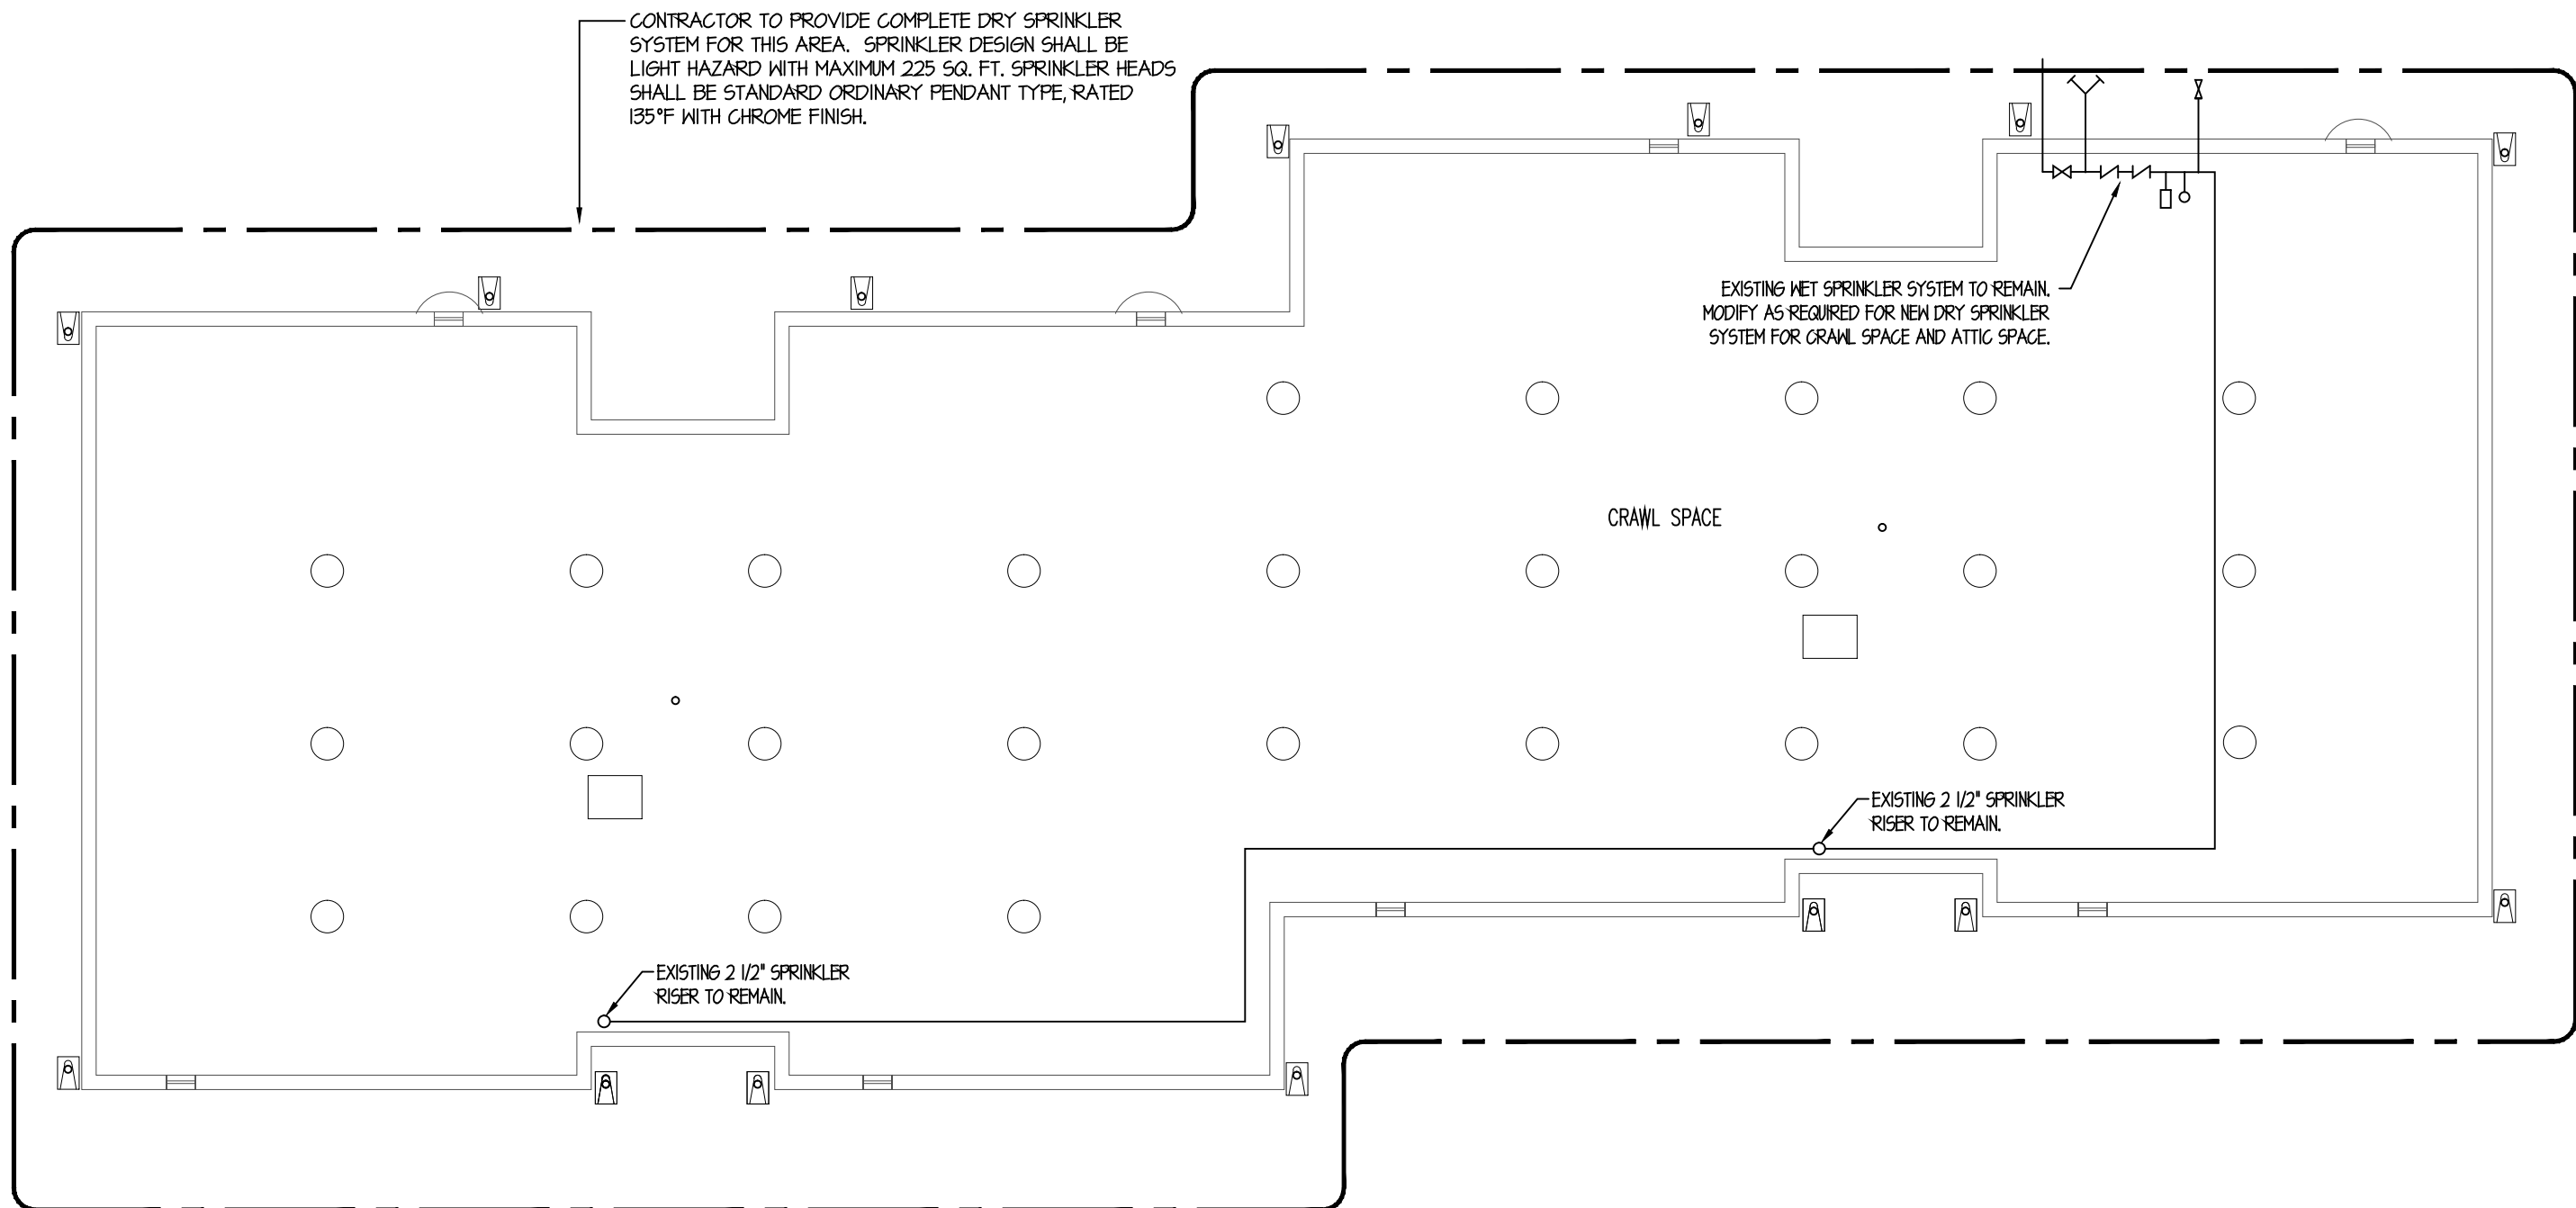 CONTRACTOR TO PROVIDE COMPLETE DRY SPRINKLER
SYSTEM FOR THIS AREA. SPRINKLER DESIGN SHALL BE
LIGHT HAZARD WITH MAXIMUM 225 SQ. FT. SPRINKLER HEADS
SHALL BE STANDARD ORDINARY PENDANT TYPE, RATED
135°F WITH CHROME FINISH.
EXISTING WET SPRINKLER SYSTEM TO REMAIN.
MODIFY AS REQUIRED FOR NEW DRY SPRINKLER
SYSTEM FOR CRAWL SPACE AND ATTIC SPACE.
CRAWL SPACE
EXISTING 2 1/2" SPRINKLER
RISER TO REMAIN.
EXISTING 2 1/2" SPRINKLER
RISER TO REMAIN.